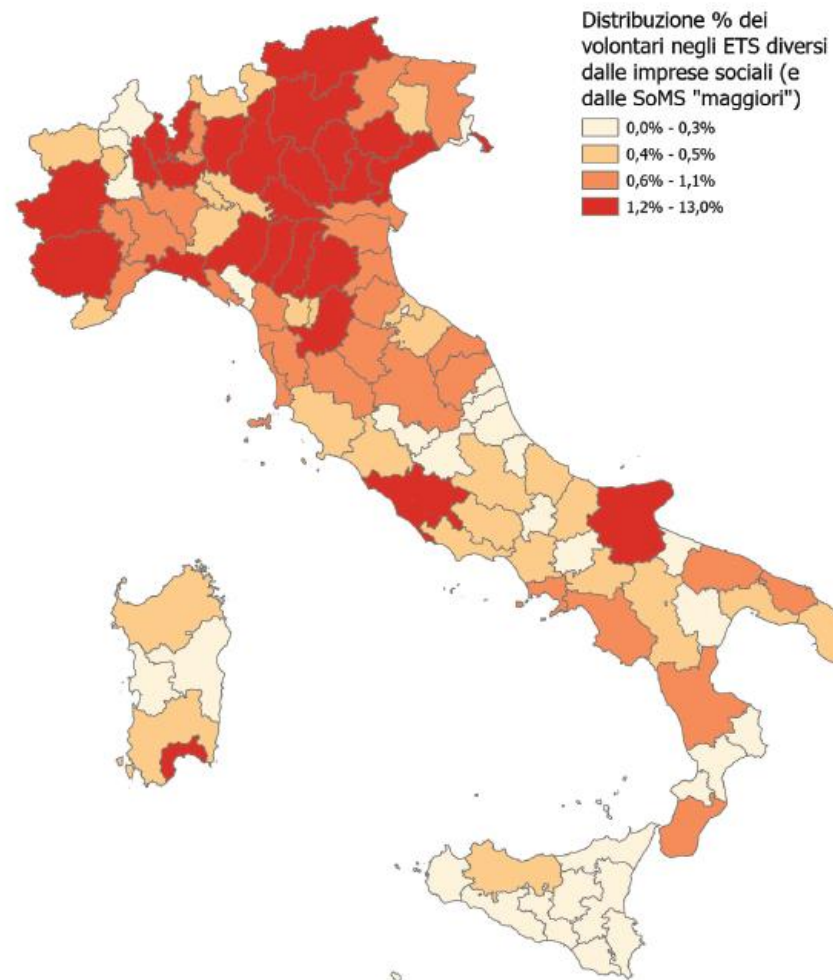 Distribuzione % dei
volontari negli ETS diversi
dalle imprese sociali (e
dalle SoMS "maggiori")
0,0% - 0,3%
0,4% - 0,5%
0,6% - 1,1%
1,2% - 13,0%